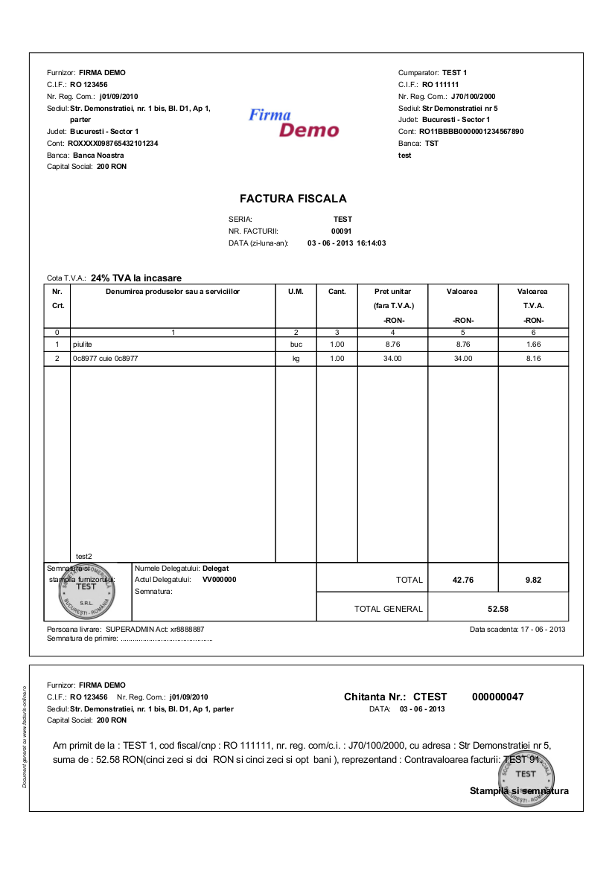 Furnizor: FIRMA DEMO
C.I.F.: RO 123456
Nr. Reg. Com.: j01/09/2010
Sediul: Str. Demonstratiei, nr. 1 bis, Bl. D1, Ap 1,
parter
Judet: Bucuresti - Sector 1
Cont: ROXXXX098765432101234
Banca: Banca Noastra
Capital Social: 200 RON
Firma
Demo
Cumparator: TEST 1
C.I.F.: RO 111111
Nr. Reg. Com.: J70/100/2000
Sediul: Str Demonstratiei nr 5
Judet: Bucuresti - Sector 1
Cont: RO11BBBB0000001234567890
Banca: TST
test
FACTURA FISCALA
SERIA: TEST
NR. FACTURII: 00091
DATA (zi-luna-an): 03 - 06 - 2013 16:14:03
Cota T.V.A.: 24% TVA la incasare
Nr. Denumirea produselor sau a serviciilor U.M. Cant. Pret unitar Valoarea Valoarea
Crt. (fara T.V.A.) T.V.A.
-RON- -RON- -RON-
0 1 2 3 4 5 6
1 piulite buc 1.00 8.76 8.76 1.66
2 0c8977 cuie 0c8977 kg 1.00 34.00 34.00 8.16
test2
Semnatura si
stampila furnizorului:
TEST
S.R.L.
BUCURESTI - ROMANIA
Numele Delegatului: Delegat
Actul Delegatului: VV000000
Semnatura:
TOTAL 42.76 9.82
TOTAL GENERAL 52.58
Persoana livrare: SUPERADMIN Act: xr8888887 Data scadenta: 17 - 06 - 2013
Semnatura de primire: ..............................................
Furnizor: FIRMA DEMO
C.I.F.: RO 123456 Nr. Reg. Com.: j01/09/2010
Sediul: Str. Demonstratiei, nr. 1 bis, Bl. D1, Ap 1, parter
Capital Social: 200 RON
Chitanta Nr.: CTEST 000000047
DATA: 03 - 06 - 2013
Am primit de la : TEST 1, cod fiscal/cnp : RO 111111, nr. reg. com/c.i. : J70/100/2000, cu adresa : Str Demonstratiei nr 5,
suma de : 52.58 RON(cinci zeci si doi RON si cinci zeci si opt bani ), reprezentand : Contravaloarea facturii: TEST 91.
TEST
Stampila si semnatura
Document generat cu www.facturis-online.ro